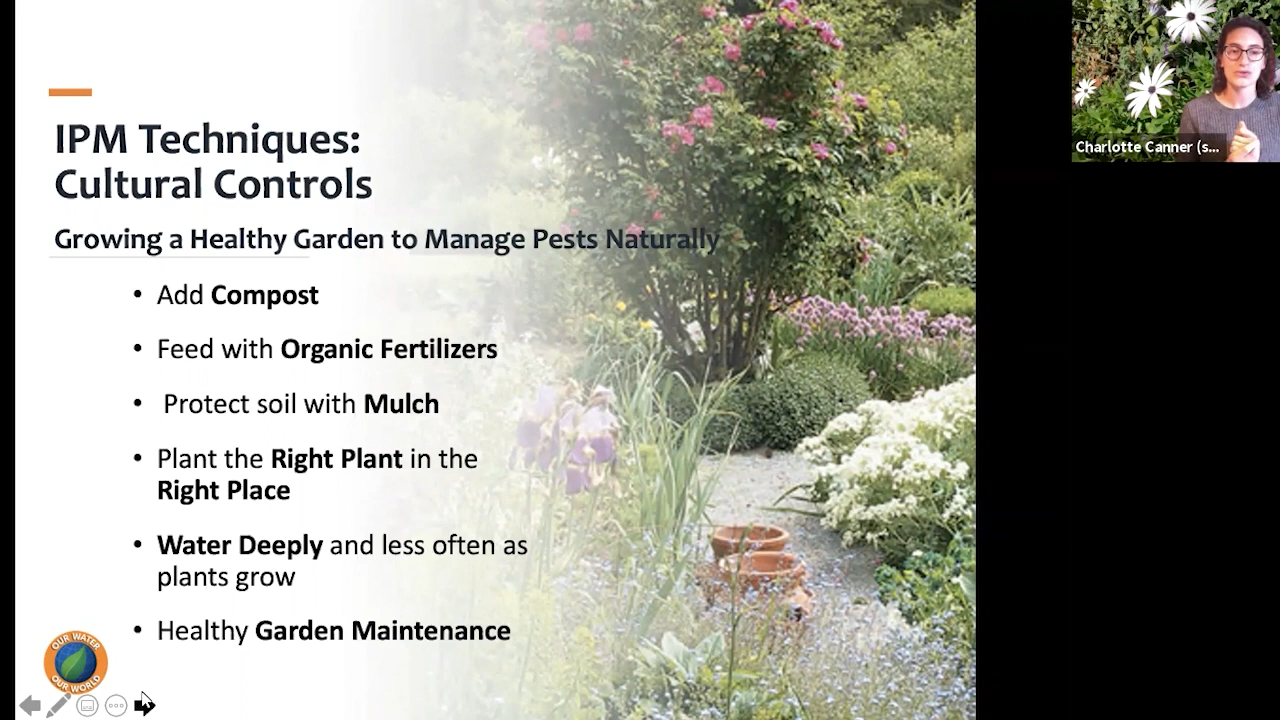 IPM Techniques:
Cultural Controls
Growing a Healthy Garden to Manage Pests Naturally
• Add Compost
• Feed with Organic Fertilizers
• Protect soil with Mulch
• Plant the Right Plant in the
Right Place
• Water Deeply and less often as
plants grow
• Healthy Garden Maintenance
OUR WATER
OUR WORLD
Charlotte Canner (s...